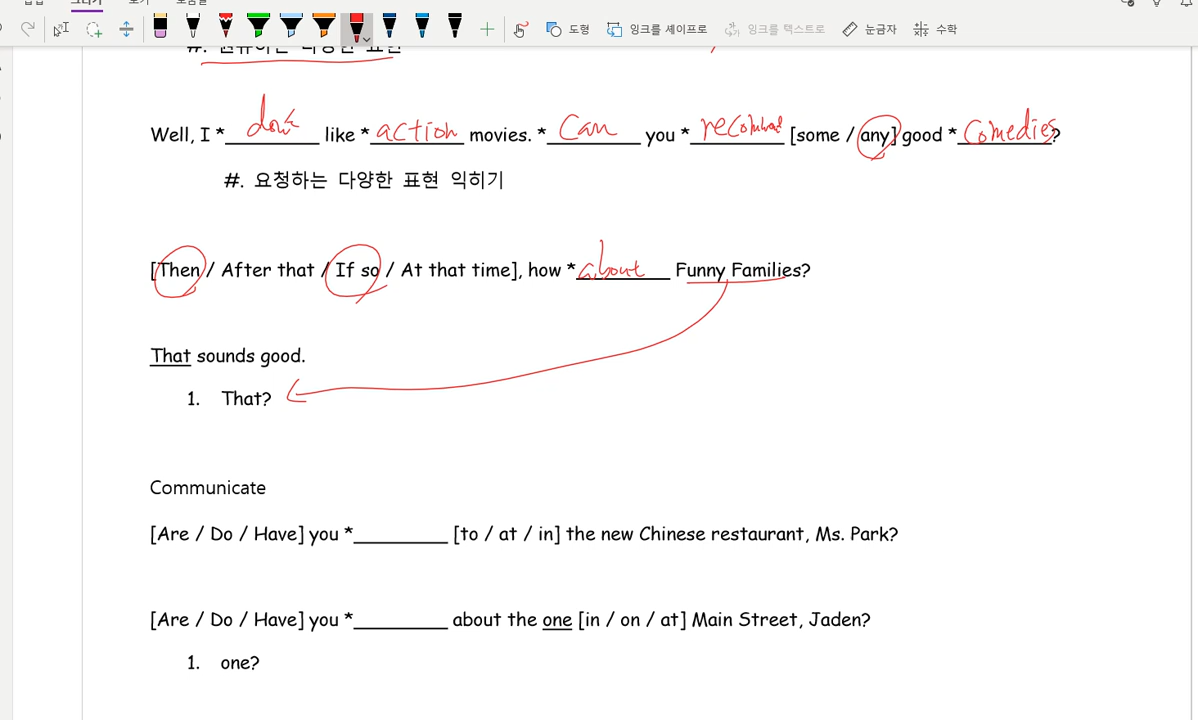 도형 잉크를 셰이프로 잉크를 텍스트로 눈금자 수학
Well, I * don't like * action movies. * Can you * recommend [some / any] good * Comedies?
#. 요청하는 다양한 표현 익히기
[Then / After that / If so / At that time], how * about Funny Families?
That sounds good.
1. That?
Communicate
[Are / Do / Have] you *_________ [to / at / in] the new Chinese restaurant, Ms. Park?
[Are / Do / Have] you *_________ about the one [in / on / at] Main Street, Jaden?
1. one?